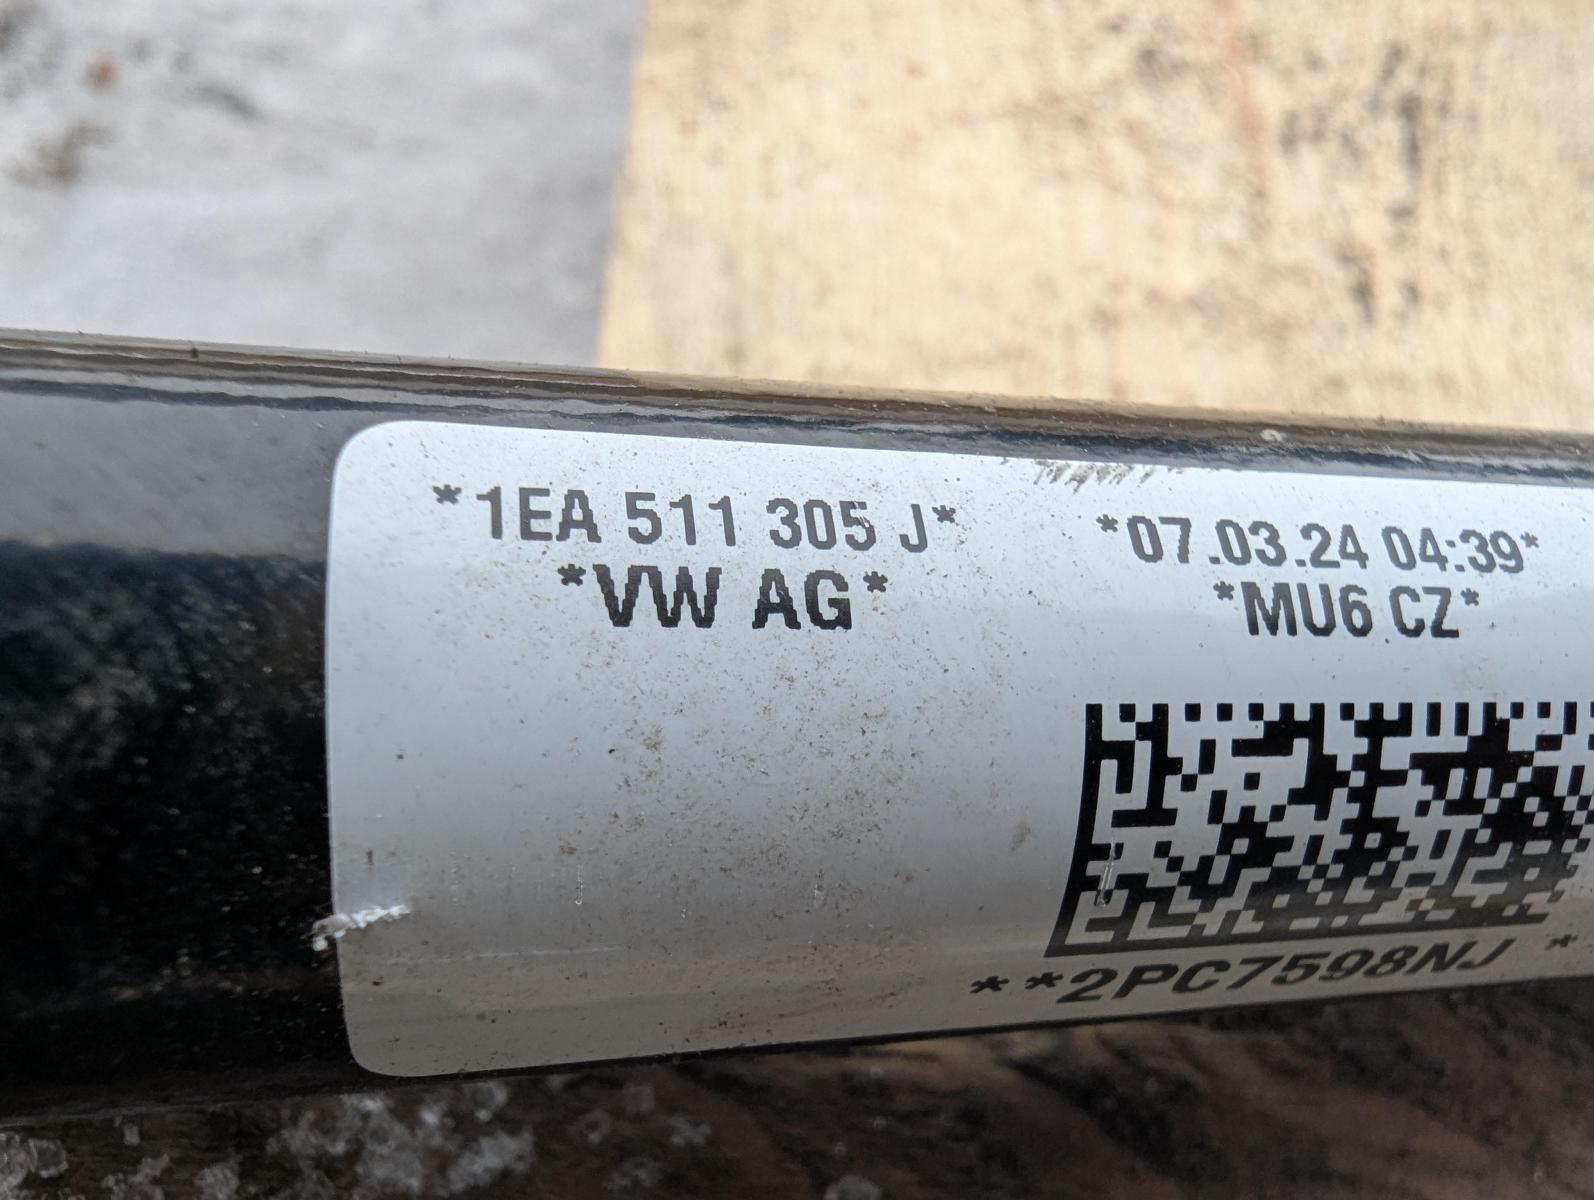 *1EA 511 305 J*
*VW AG*
*07.03.24 04:39*
*MU6 CZ*
**2PC7598NJ *